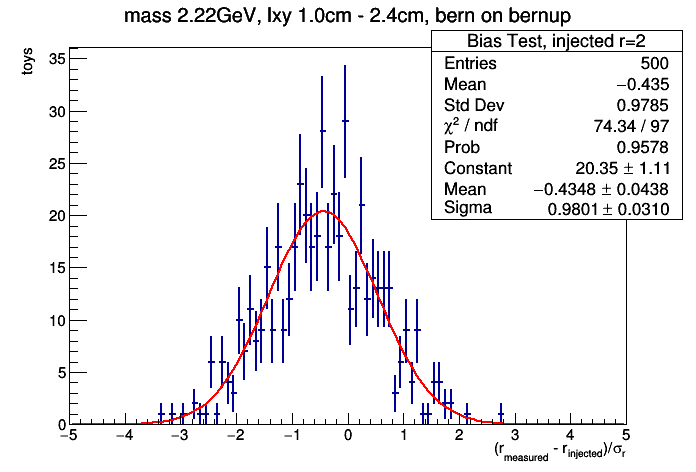 mass 2.22GeV, lxy 1.0cm - 2.4cm, bern on bernup
Bias Test, injected r=2
Entries 500
Mean −0.435
Std Dev 0.9785
χ² / ndf 74.34 / 97
Prob 0.9578
Constant 20.35 ± 1.11
Mean −0.4348 ± 0.0438
Sigma 0.9801 ± 0.0310
toys
35
30
25
20
15
10
5
0
−5 −4 −3 −2 −1 0 1 2 3 4 5
(r_measured - r_injected)/σ_r